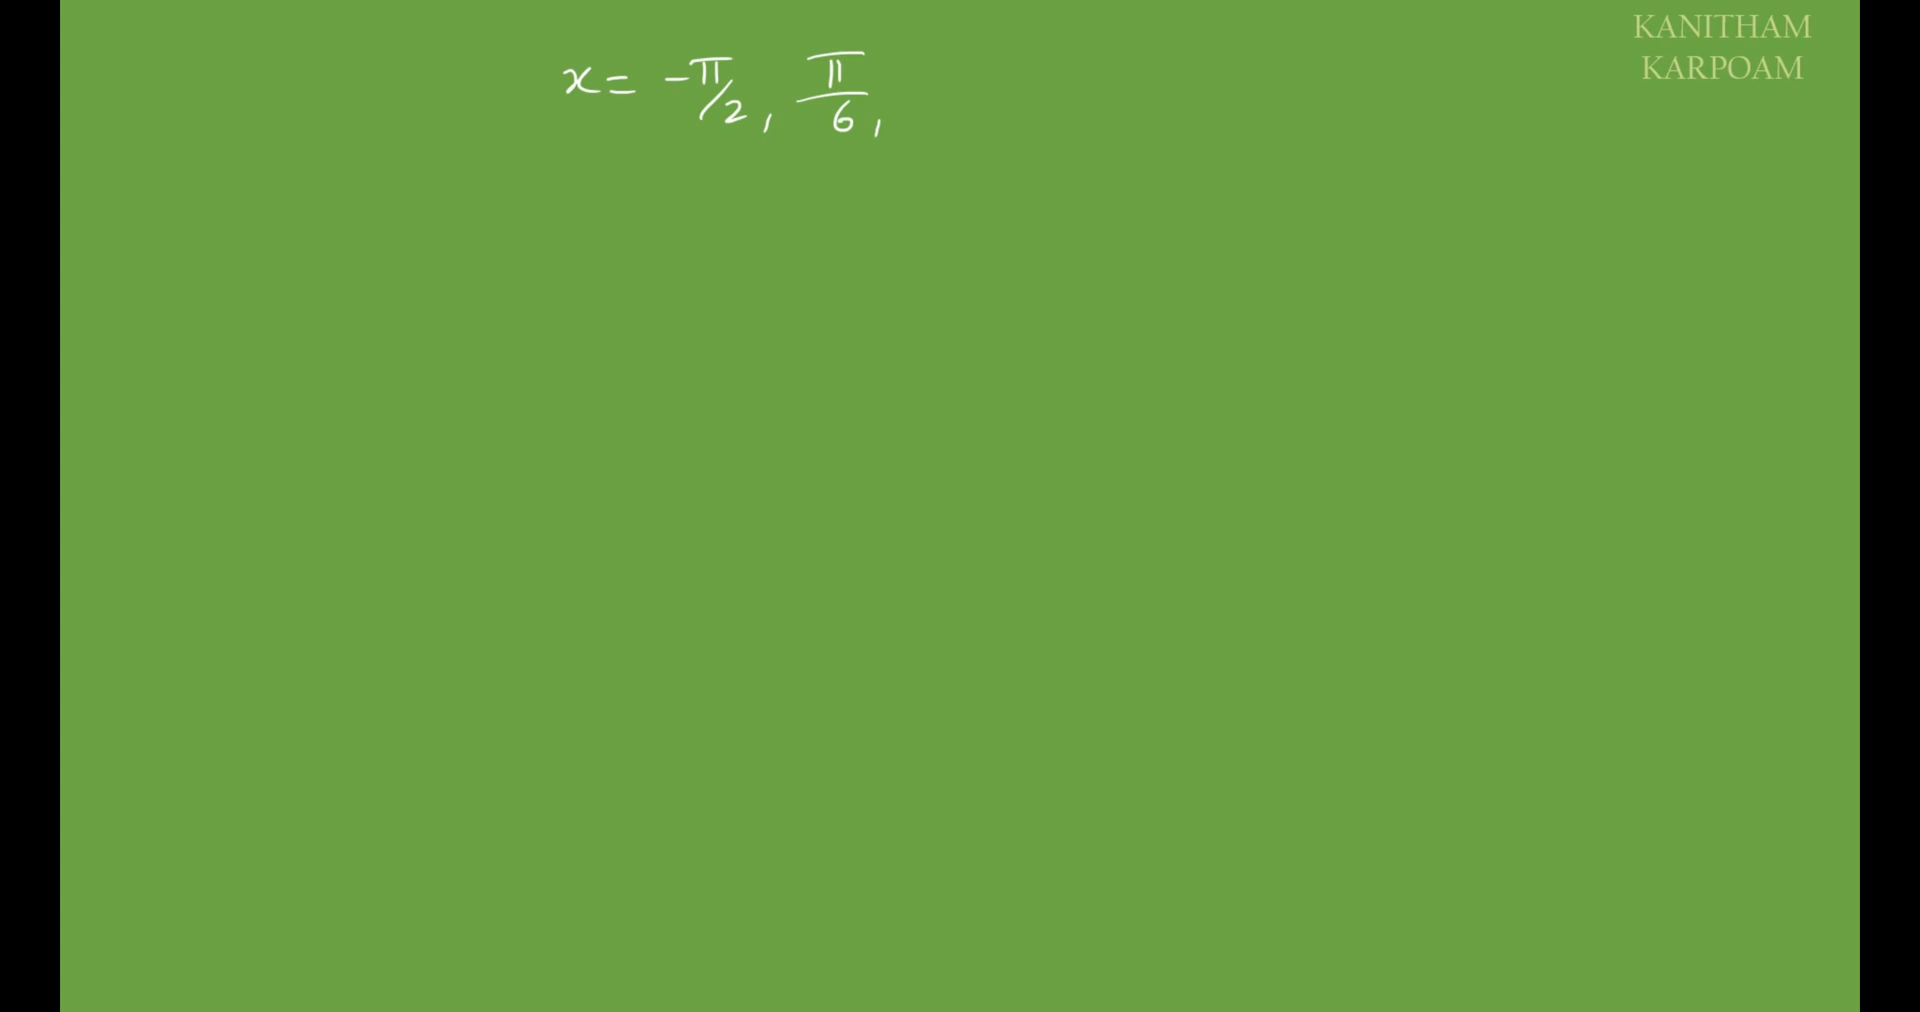 x = -π/2, π/6,
KANITHAM
KARPOAM